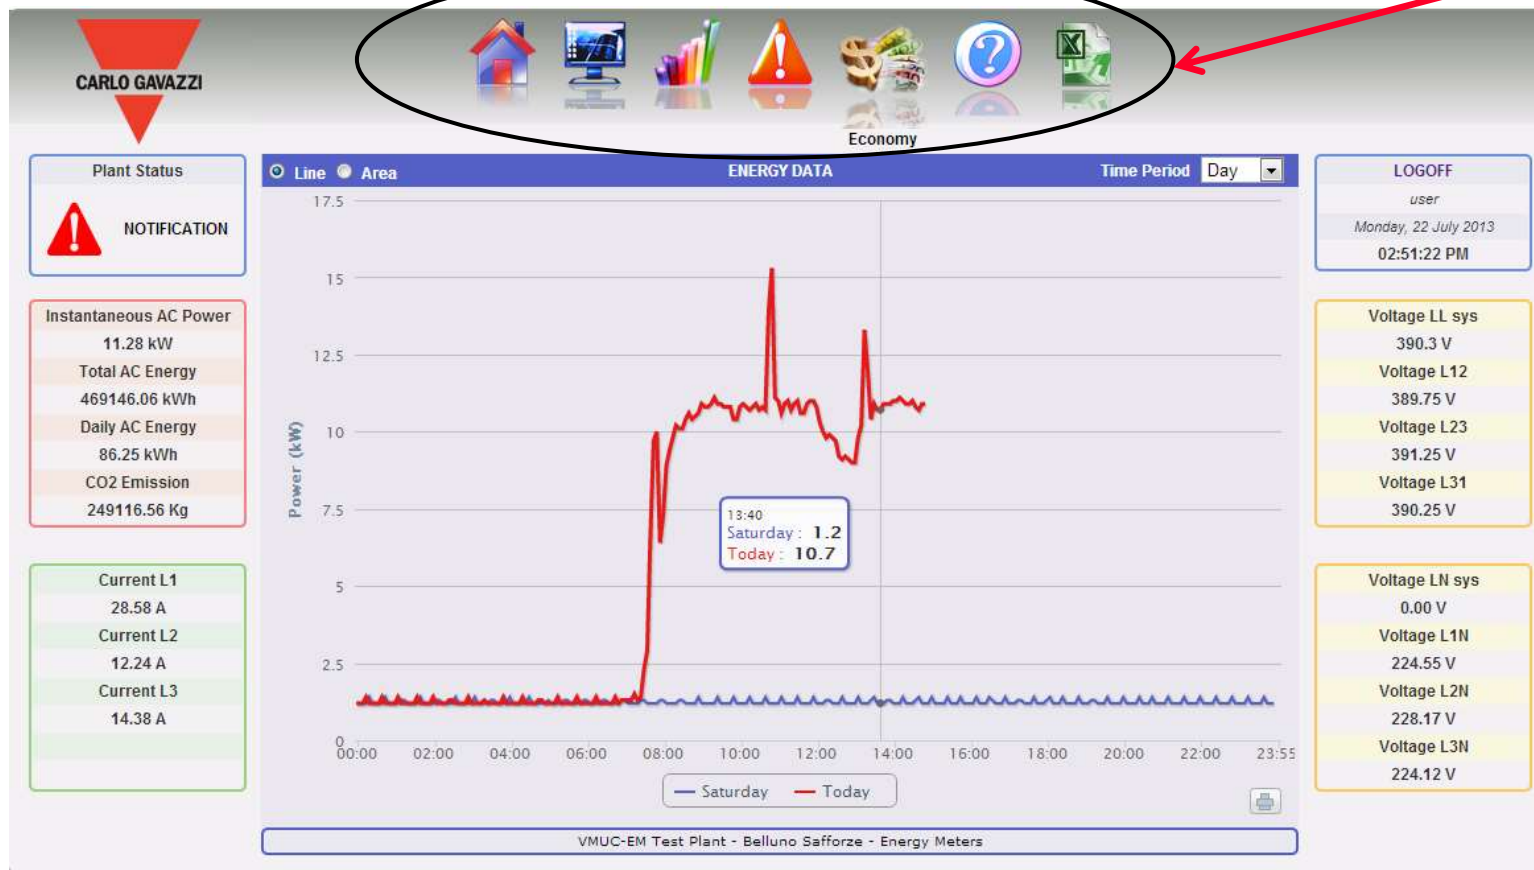 CARLO GAVAZZI
Economy
Plant Status
NOTIFICATION
Instantaneous AC Power
11.28 kW
Total AC Energy
469146.06 kWh
Daily AC Energy
86.25 kWh
CO2 Emission
249116.56 Kg
Current L1
28.58 A
Current L2
12.24 A
Current L3
14.38 A
Line Area ENERGY DATA Time Period Day
17.5
15
12.5
10
7.5
5
2.5
0
Power (kW)
13:40
Saturday : 1.2
Today : 10.7
00:00 02:00 04:00 06:00 08:00 10:00 12:00 14:00 16:00 18:00 20:00 22:00 23:55
Saturday Today
VMUC-EM Test Plant - Belluno Safforze - Energy Meters
LOGOFF
user
Monday, 22 July 2013
02:51:22 PM
Voltage LL sys
390.3 V
Voltage L12
389.75 V
Voltage L23
391.25 V
Voltage L31
390.25 V
Voltage LN sys
0.00 V
Voltage L1N
224.55 V
Voltage L2N
228.17 V
Voltage L3N
224.12 V